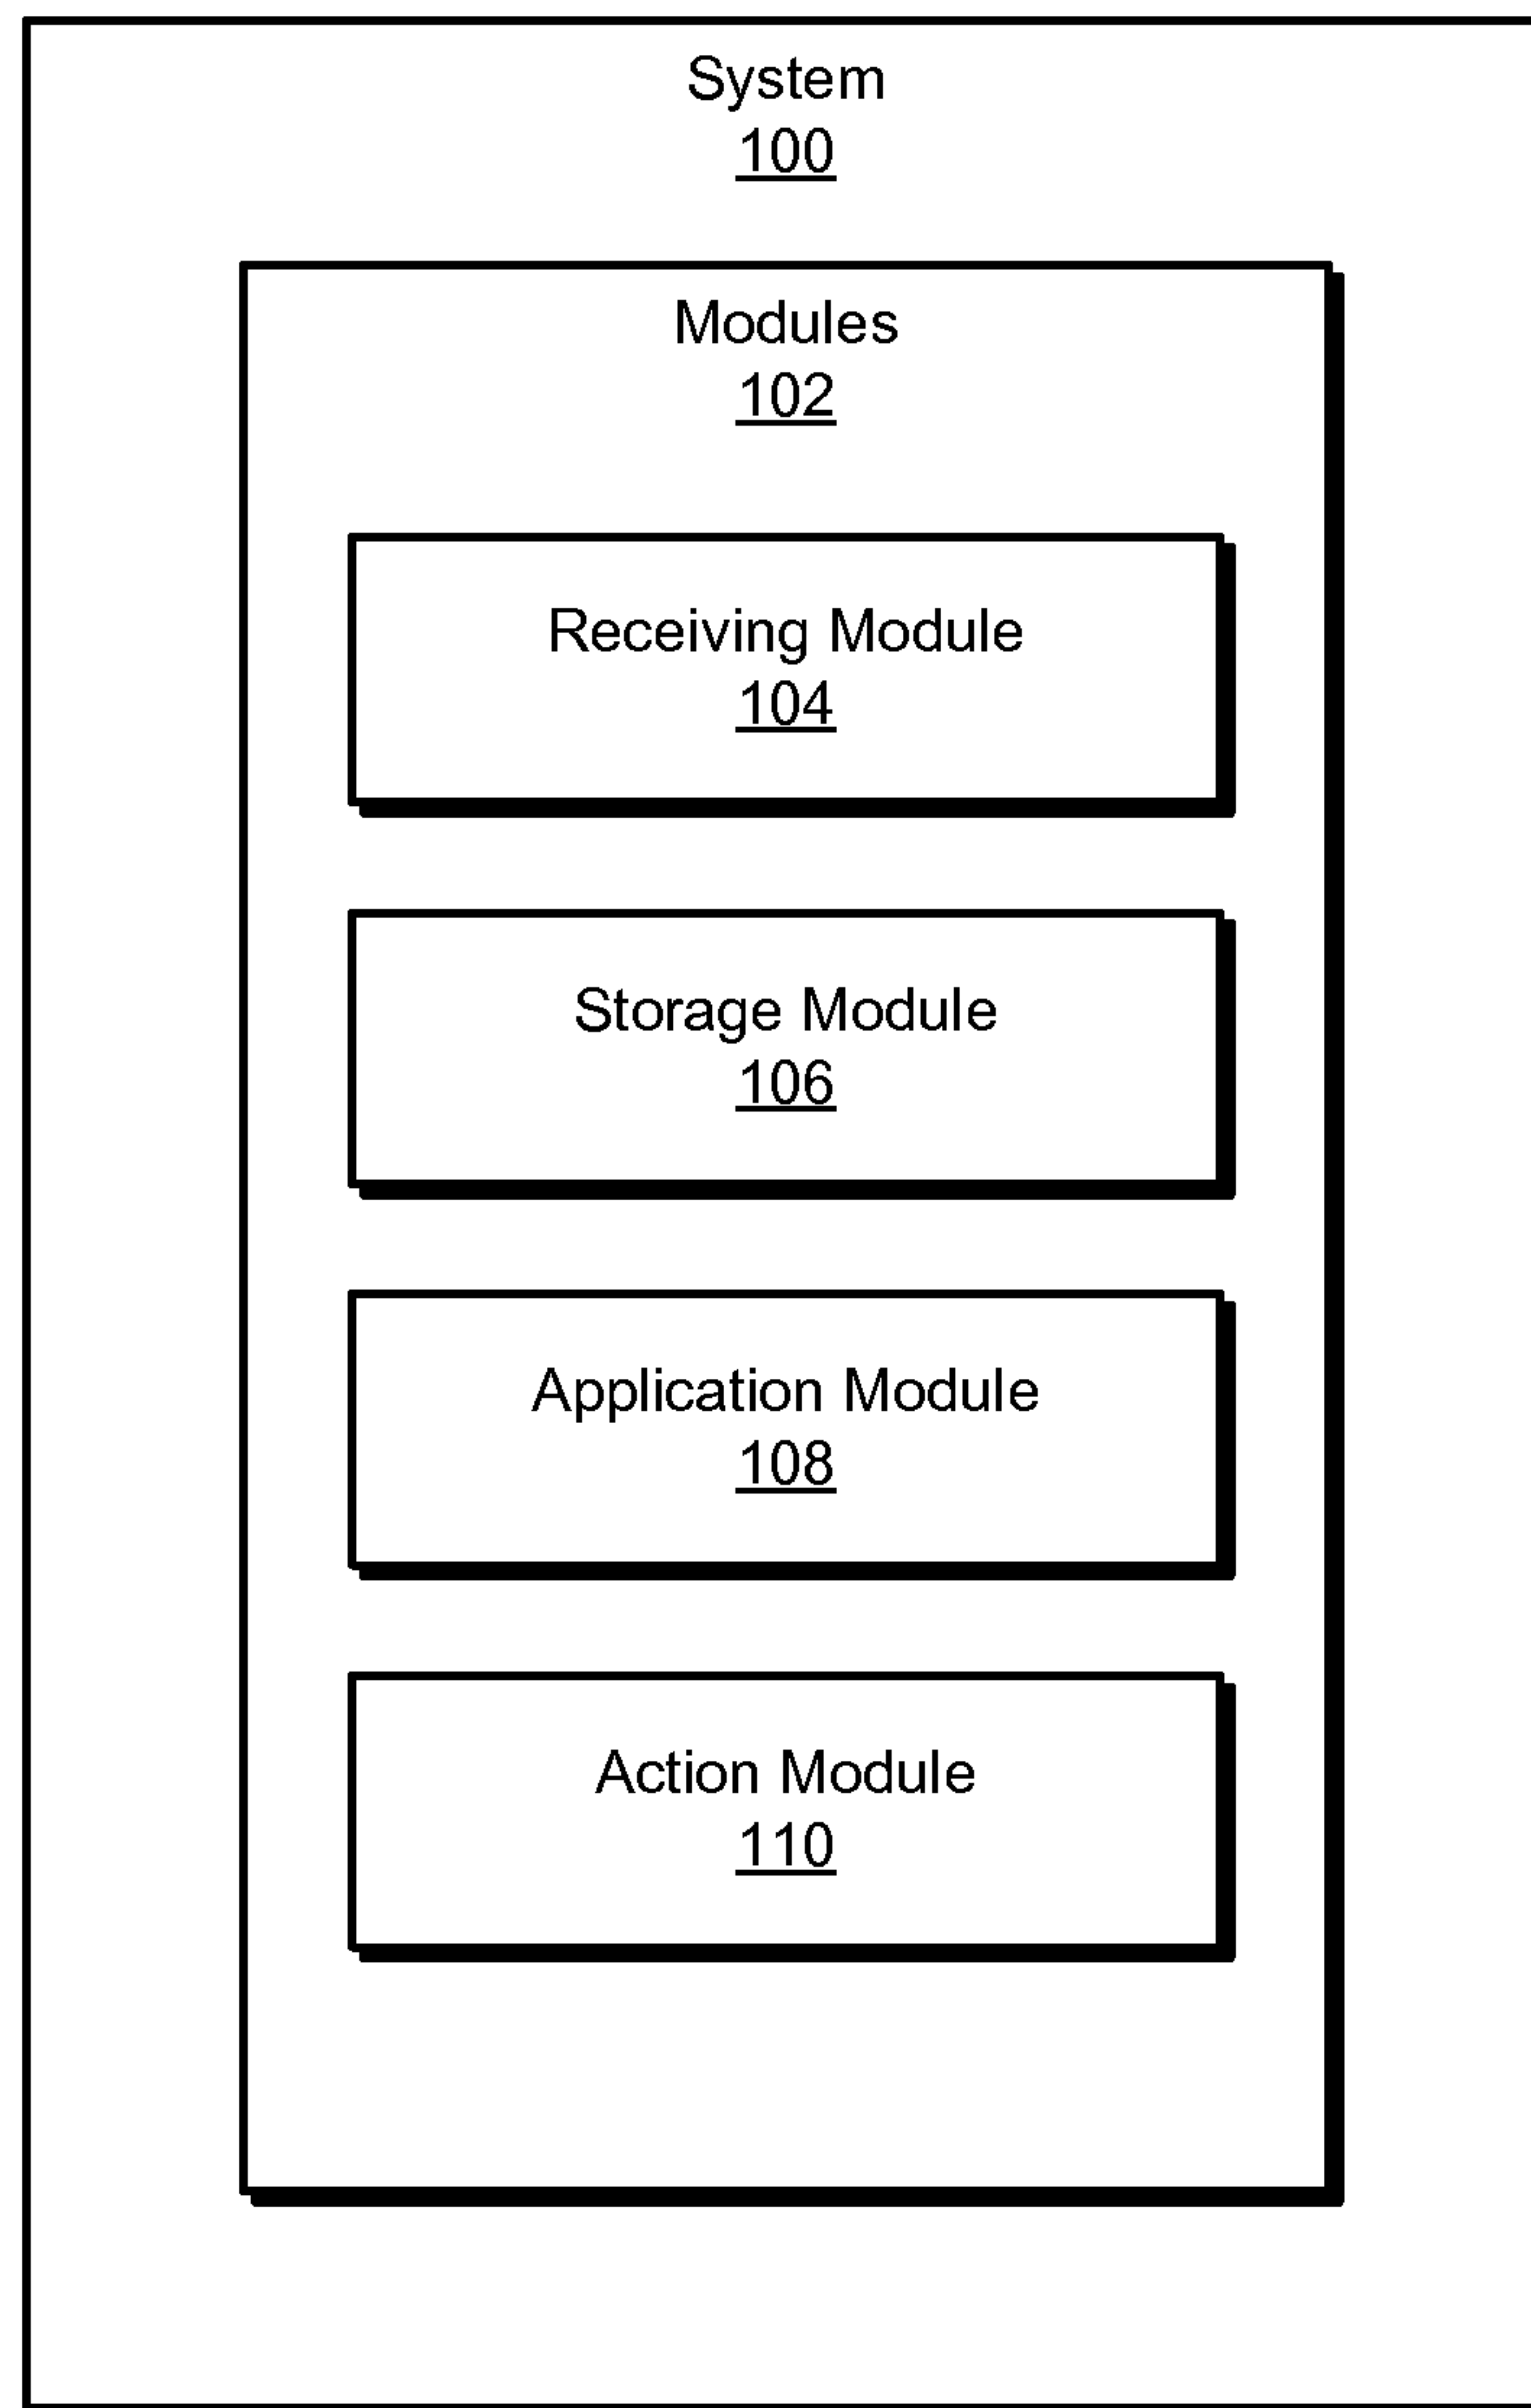 System
100
Modules
102
Receiving Module
104
Storage Module
106
Application Module
108
Action Module
110